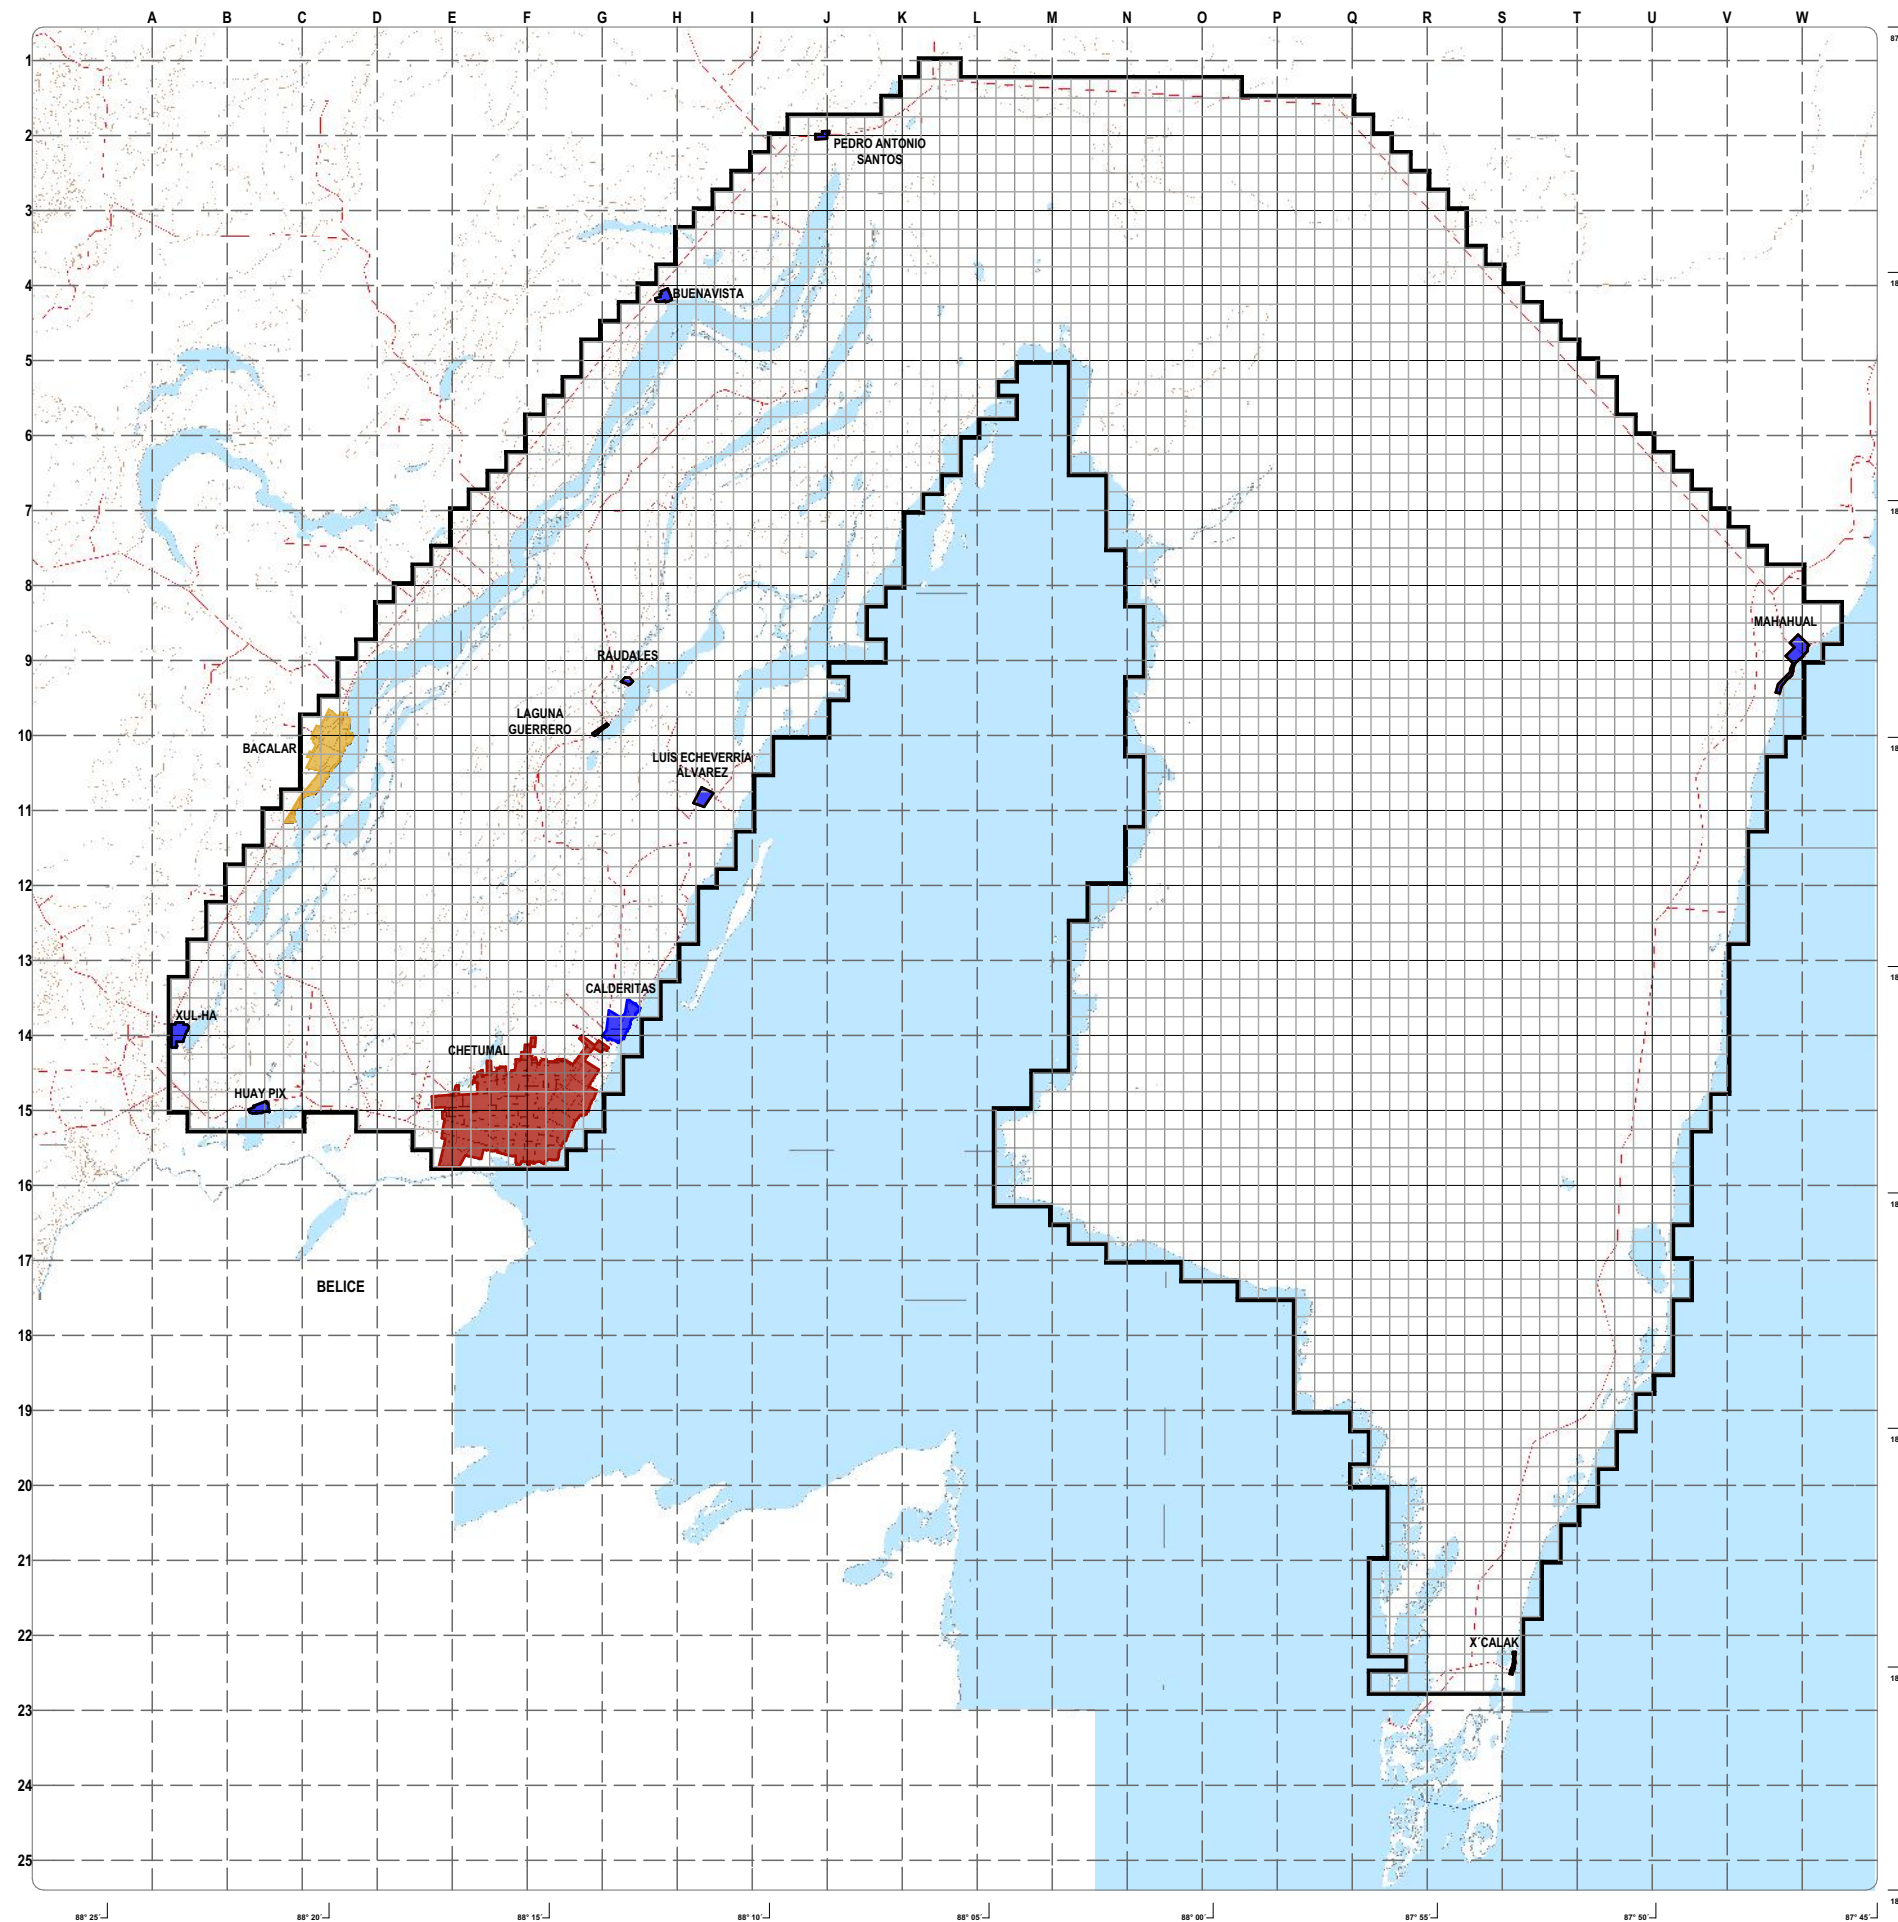 A B C D E F G H I J K L M N O P Q R S T U V W
1
2
PEDRO ANTONIO
SANTOS
3
4
BUENAVISTA
5
6
7
8
MAHAHUAL
9
RAUDALES
LAGUNA
GUERRERO
10
BACALAR
LUIS ECHEVERRÍA
ÁLVAREZ
11
12
13
CALDERITAS
XUL-HA
14
CHETUMAL
HUAY PIX
15
16
17
BELICE
18
19
20
21
22
X´CALAK
23
24
25
88° 25´ 88° 20´ 88° 15´ 88° 10´ 88° 05´ 88° 00´ 87° 55´ 87° 50´ 87° 45´